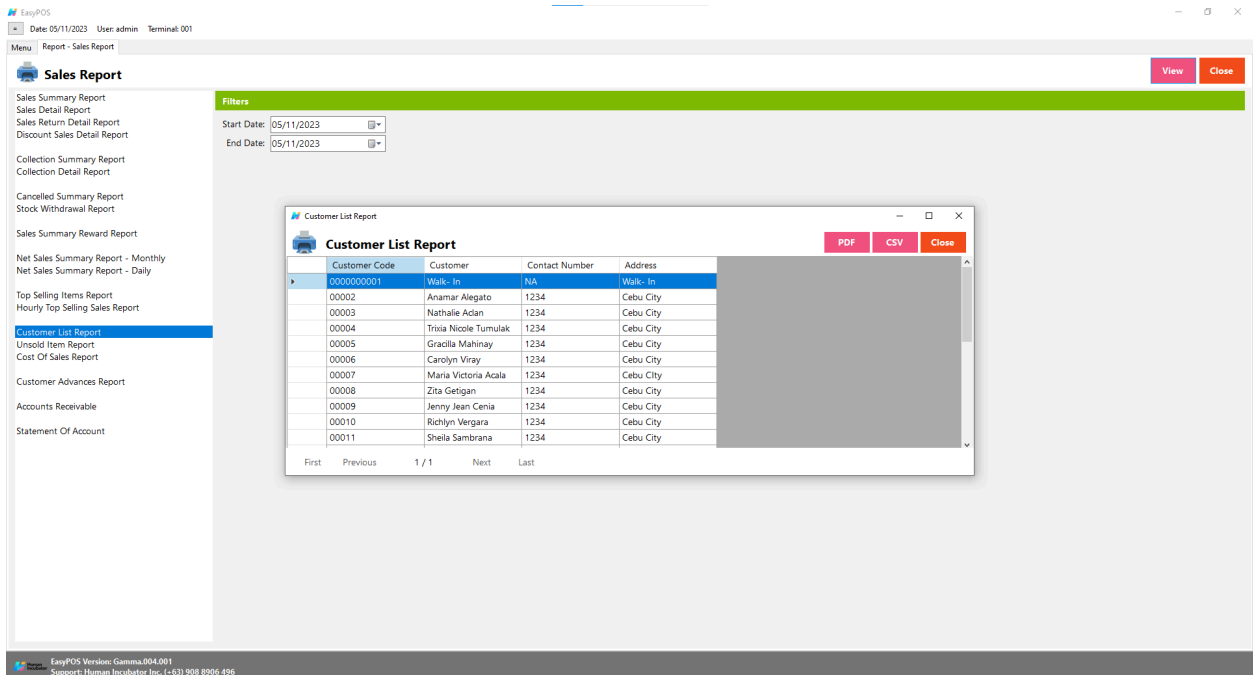 EasyPOS
Date: 05/11/2023 User: admin Terminal: 001
Menu Report - Sales Report
Sales Report
View Close
Sales Summary Report
Sales Detail Report
Sales Return Detail Report
Discount Sales Detail Report
Collection Summary Report
Collection Detail Report
Cancelled Summary Report
Stock Withdrawal Report
Sales Summary Reward Report
Net Sales Summary Report - Monthly
Net Sales Summary Report - Daily
Top Selling Items Report
Hourly Top Selling Sales Report
Customer List Report
Unsold Item Report
Cost Of Sales Report
Customer Advances Report
Accounts Receivable
Statement Of Account
Filters
Start Date: 05/11/2023
End Date: 05/11/2023
Customer List Report
Customer List Report
PDF CSV Close
Customer Code Customer Contact Number Address
0000000001 Walk- In NA Walk- In
00002 Anamar Alegato 1234 Cebu City
00003 Nathalie Adlan 1234 Cebu City
00004 Trixia Nicole Tumulak 1234 Cebu City
00005 Gracilla Mahinay 1234 Cebu City
00006 Carolyn Viray 1234 Cebu City
00007 Maria Victoria Acala 1234 Cebu CIty
00008 Zita Getigan 1234 Cebu City
00009 Jenny Jean Cenia 1234 Cebu City
00010 Richlyn Vergara 1234 Cebu City
00011 Sheila Sambrana 1234 Cebu City
First Previous 1 / 1 Next Last
Human Incubator
EasyPOS Version: Gamma.004.001
Support: Human Incubator Inc. (+63) 908 8906 496